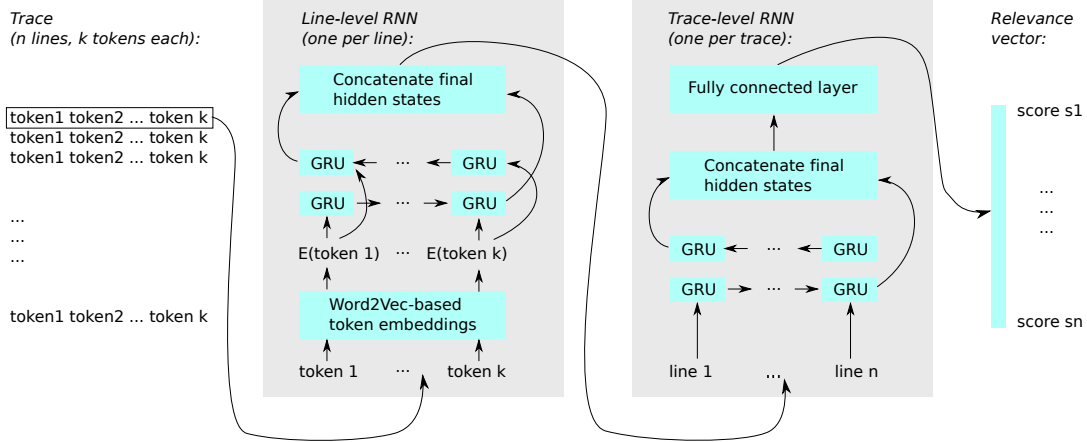 Trace
(n lines, k tokens each):
token1 token2 ... token k
token1 token2 ... token k
token1 token2 ... token k
...
...
...
token1 token2 ... token k
Line-level RNN
(one per line):
Concatenate final
hidden states
GRU ... GRU
GRU ... GRU
E(token 1) ... E(token k)
Word2Vec-based
token embeddings
token 1 ... token k
Trace-level RNN
(one per trace):
Fully connected layer
Concatenate final
hidden states
GRU ... GRU
GRU ... GRU
line 1 ... line n
Relevance
vector:
score s1
...
...
...
score sn